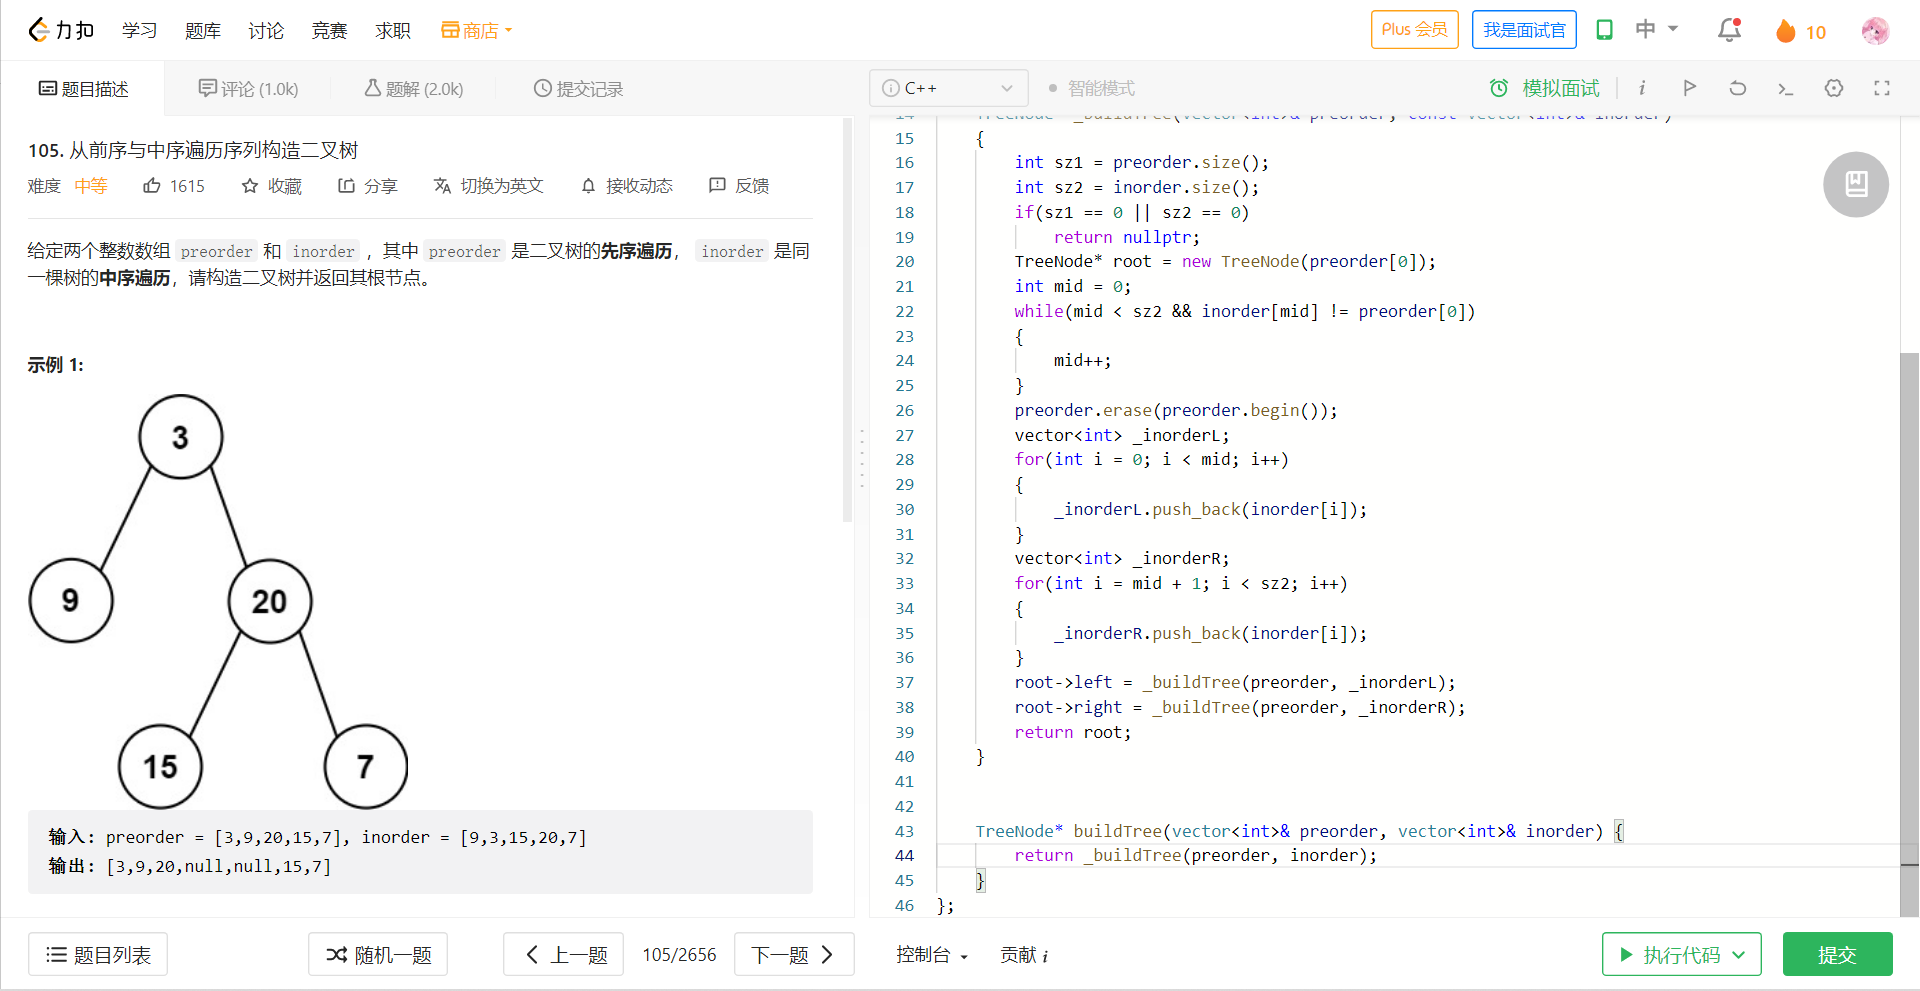 力扣 学习 题库 讨论 竞赛 求职 商店 Plus 会员 我是面试官 中 10
题目描述 评论 (1.0k) 题解 (2.0k) 提交记录
105. 从前序与中序遍历序列构造二叉树
难度 中等 1615 收藏 分享 切换为英文 接收动态 反馈
给定两个整数数组 preorder 和 inorder ，其中 preorder 是二叉树的先序遍历， inorder 是同
一棵树的中序遍历，请构造二叉树并返回其根节点。
示例 1:
3
9 20
15 7
输入: preorder = [3,9,20,15,7], inorder = [9,3,15,20,7]
输出: [3,9,20,null,null,15,7]
题目列表 随机一题 上一题 105/2656 下一题
C++ 智能模式 模拟面试 i
14 TreeNode* _buildTree(vector<int>& preorder, const vector<int>& inorder)
15 {
16 int sz1 = preorder.size();
17 int sz2 = inorder.size();
18 if(sz1 == 0 || sz2 == 0)
19 return nullptr;
20 TreeNode* root = new TreeNode(preorder[0]);
21 int mid = 0;
22 while(mid < sz2 && inorder[mid] != preorder[0])
23 {
24 mid++;
25 }
26 preorder.erase(preorder.begin());
27 vector<int> _inorderL;
28 for(int i = 0; i < mid; i++)
29 {
30 _inorderL.push_back(inorder[i]);
31 }
32 vector<int> _inorderR;
33 for(int i = mid + 1; i < sz2; i++)
34 {
35 _inorderR.push_back(inorder[i]);
36 }
37 root->left = _buildTree(preorder, _inorderL);
38 root->right = _buildTree(preorder, _inorderR);
39 return root;
40 }
41
42
43 TreeNode* buildTree(vector<int>& preorder, vector<int>& inorder) {
44 return _buildTree(preorder, inorder);
45 }
46 };
控制台 贡献 i 执行代码 提交